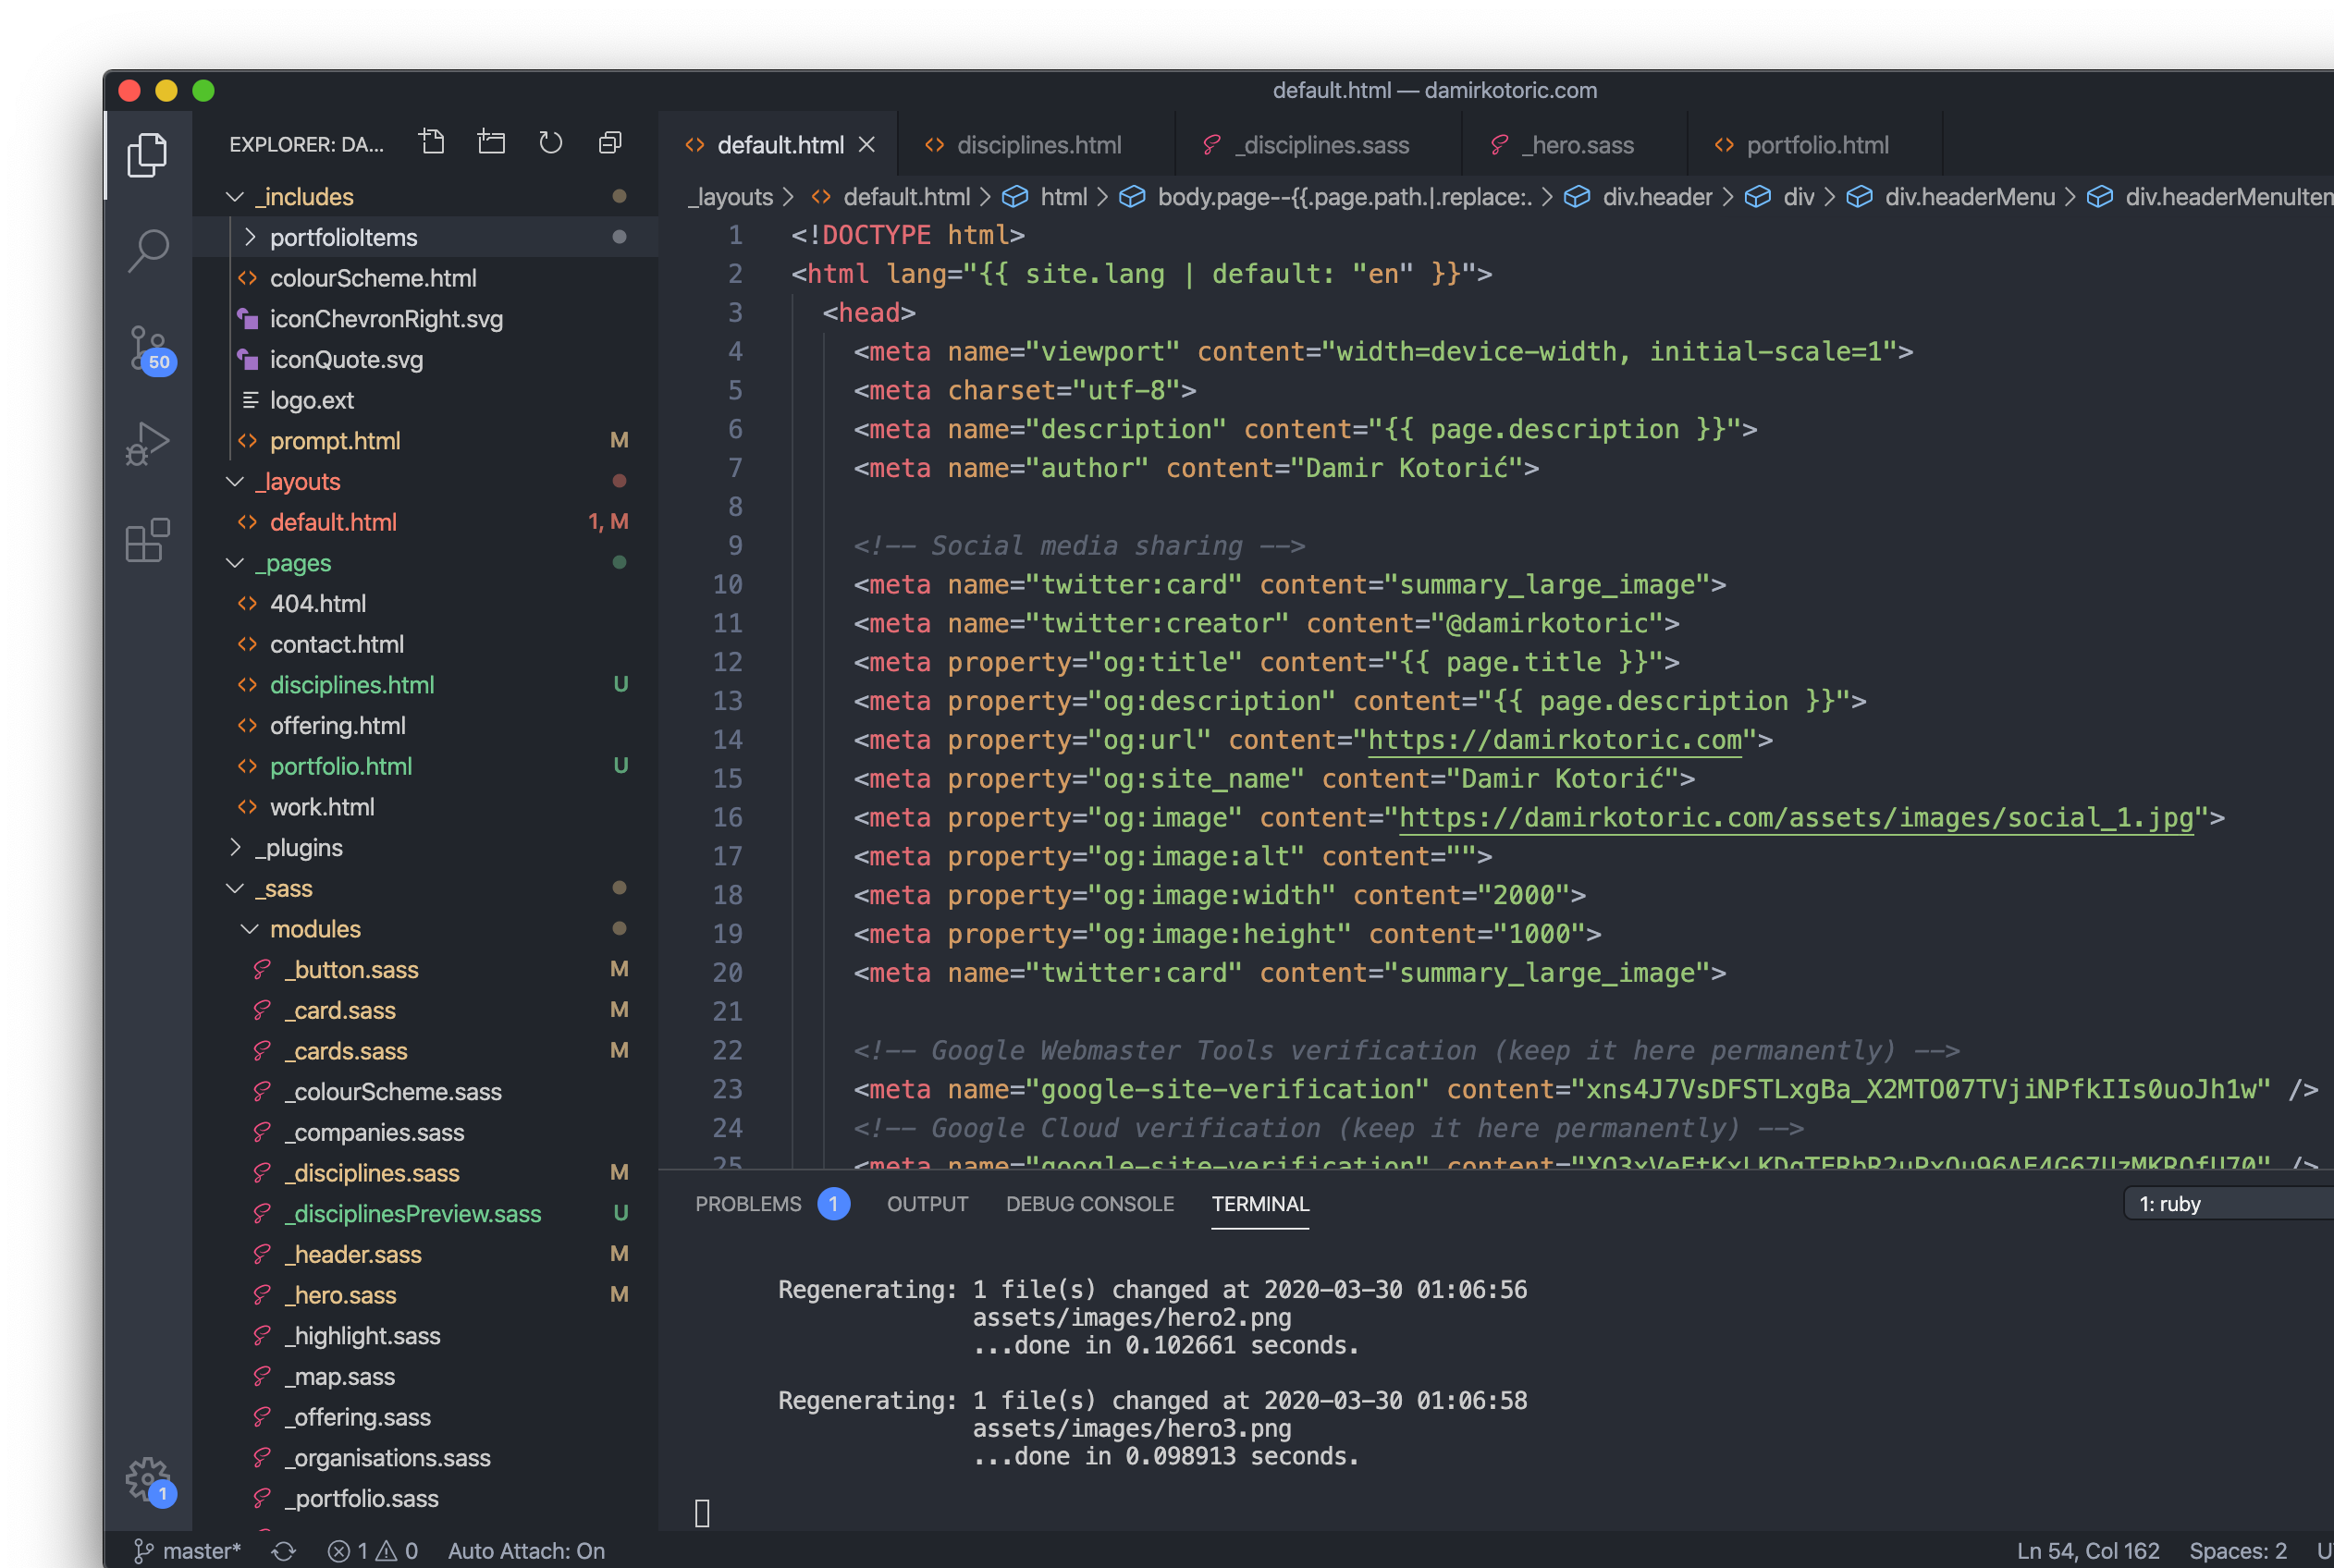 default.html — damirkotoric.com
EXPLORER: DA...
_includes
portfolioItems
colourScheme.html
iconChevronRight.svg
iconQuote.svg
logo.ext
prompt.html M
_layouts
default.html 1, M
_pages
404.html
contact.html
disciplines.html U
offering.html
portfolio.html U
work.html
_plugins
_sass
modules
_button.sass M
_card.sass M
_cards.sass M
_colourScheme.sass
_companies.sass
_disciplines.sass M
_disciplinesPreview.sass U
_header.sass M
_hero.sass M
_highlight.sass
_map.sass
_offering.sass
_organisations.sass
_portfolio.sass
50
1
default.html disciplines.html _disciplines.sass _hero.sass portfolio.html
_layouts > default.html > html > body.page--{{.page.path.|.replace:. > div.header > div > div.headerMenu > div.headerMenuItem
1 <!DOCTYPE html>
2 <html lang="{{ site.lang | default: "en" }}">
3 <head>
4 <meta name="viewport" content="width=device-width, initial-scale=1">
5 <meta charset="utf-8">
6 <meta name="description" content="{{ page.description }}">
7 <meta name="author" content="Damir Kotorić">
8
9 <!-- Social media sharing -->
10 <meta name="twitter:card" content="summary_large_image">
11 <meta name="twitter:creator" content="@damirkotoric">
12 <meta property="og:title" content="{{ page.title }}">
13 <meta property="og:description" content="{{ page.description }}">
14 <meta property="og:url" content="https://damirkotoric.com">
15 <meta property="og:site_name" content="Damir Kotorić">
16 <meta property="og:image" content="https://damirkotoric.com/assets/images/social_1.jpg">
17 <meta property="og:image:alt" content="">
18 <meta property="og:image:width" content="2000">
19 <meta property="og:image:height" content="1000">
20 <meta name="twitter:card" content="summary_large_image">
21
22 <!-- Google Webmaster Tools verification (keep it here permanently) -->
23 <meta name="google-site-verification" content="xns4J7VsDFSTLxgBa_X2MTO07TVjiNPfkIIs0uoJh1w" />
24 <!-- Google Cloud verification (keep it here permanently) -->
25 <meta name="google-site-verification" content=
PROBLEMS 1 OUTPUT DEBUG CONSOLE TERMINAL 1: ruby
Regenerating: 1 file(s) changed at 2020-03-30 01:06:56
assets/images/hero2.png
...done in 0.102661 seconds.
Regenerating: 1 file(s) changed at 2020-03-30 01:06:58
assets/images/hero3.png
...done in 0.098913 seconds.
master* 1 0 Auto Attach: On Ln 54, Col 162 Spaces: 2